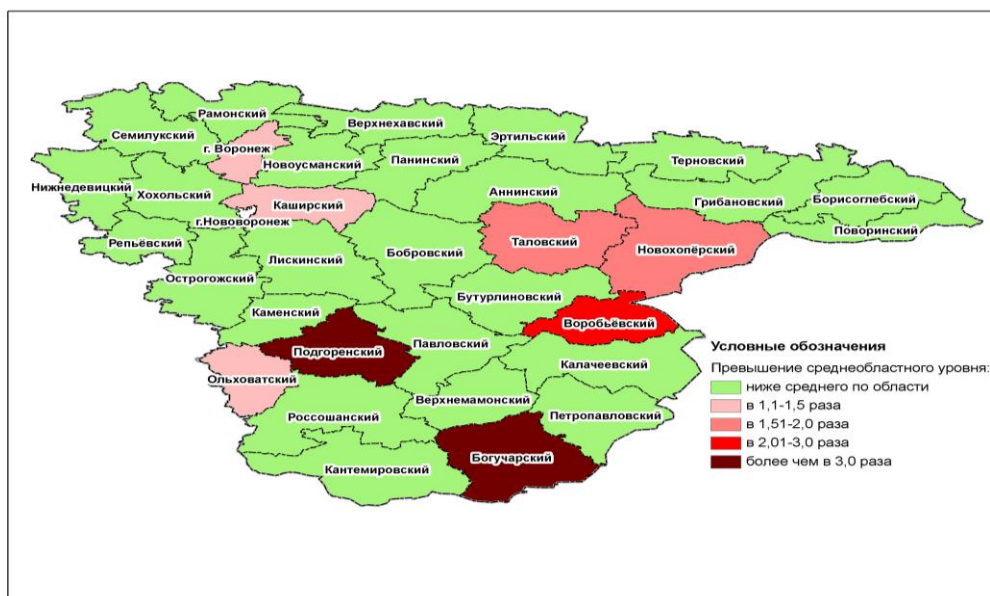 Рамонский
Семилукский
Верхнехавский
Эртильский
г. Воронеж
Новоусманский
Панинский
Терновский
Нижнедевицкий
Хохольский
Аннинский
Грибановский
Борисоглебский
Каширский
г.Нововоронеж
Поворинский
Репьёвский
Лискинский
Бобровский
Таловский
Новохопёрский
Острогожский
Бутурлиновский
Каменский
Воробьёвский
Подгоренский
Павловский
Калачеевский
Ольховатский
Верхнемамонский
Россошанский
Петропавловский
Богучарский
Кантемировский
Условные обозначения
Превышение среднеобластного уровня:
ниже среднего по области
в 1,1-1,5 раза
в 1,51-2,0 раза
в 2,01-3,0 раза
более чем в 3,0 раза